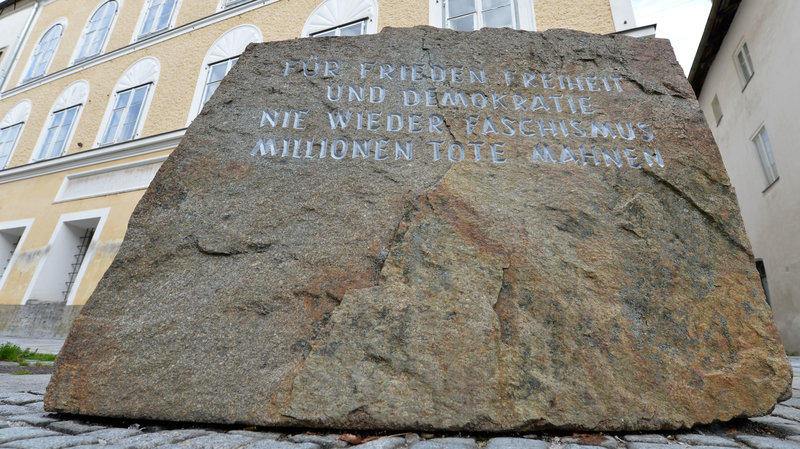 FÜR FRIEDEN FREIHEIT
UND DEMOKRATIE
NIE WIEDER FASCHISMUS
MILLIONEN TOTE MAHNEN